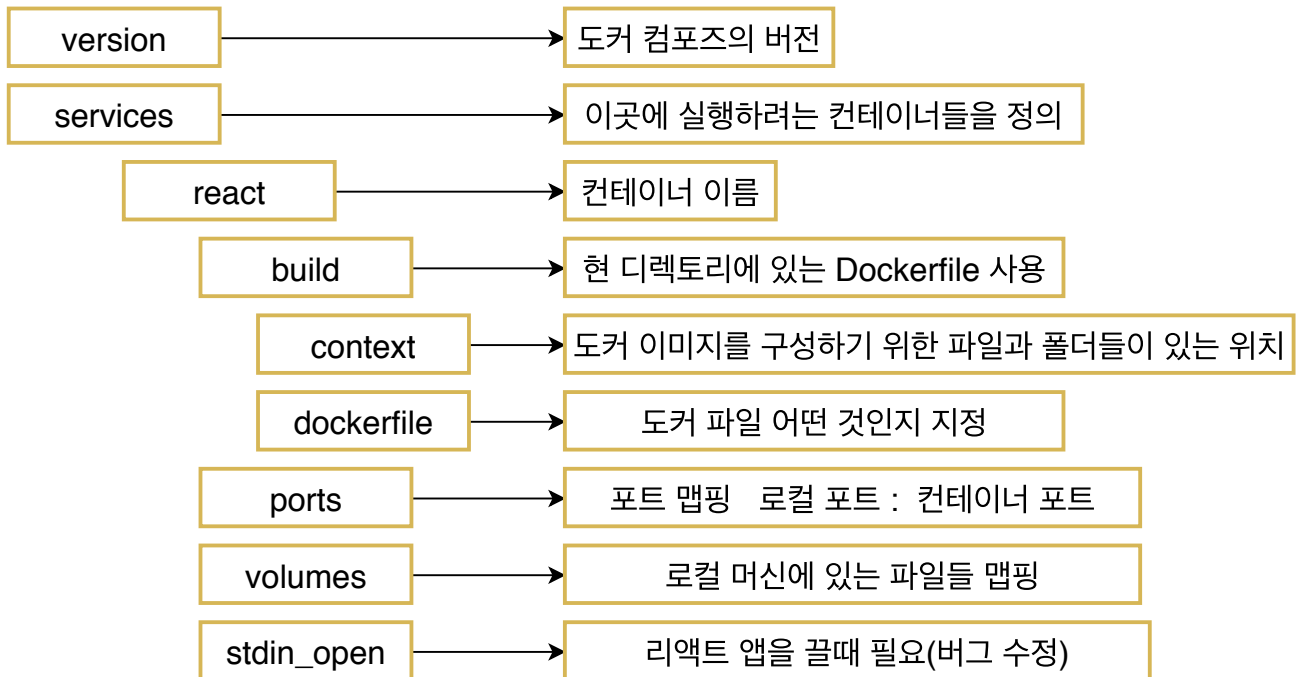 version 도커 컴포즈의 버전
services 이곳에 실행하려는 컨테이너들을 정의
react 컨테이너 이름
build 현 디렉토리에 있는 Dockerfile 사용
context 도커 이미지를 구성하기 위한 파일과 폴더들이 있는 위치
dockerfile 도커 파일 어떤 것인지 지정
ports 포트 맵핑 로컬 포트 : 컨테이너 포트
volumes 로컬 머신에 있는 파일들 맵핑
stdin_open 리액트 앱을 끌때 필요(버그 수정)